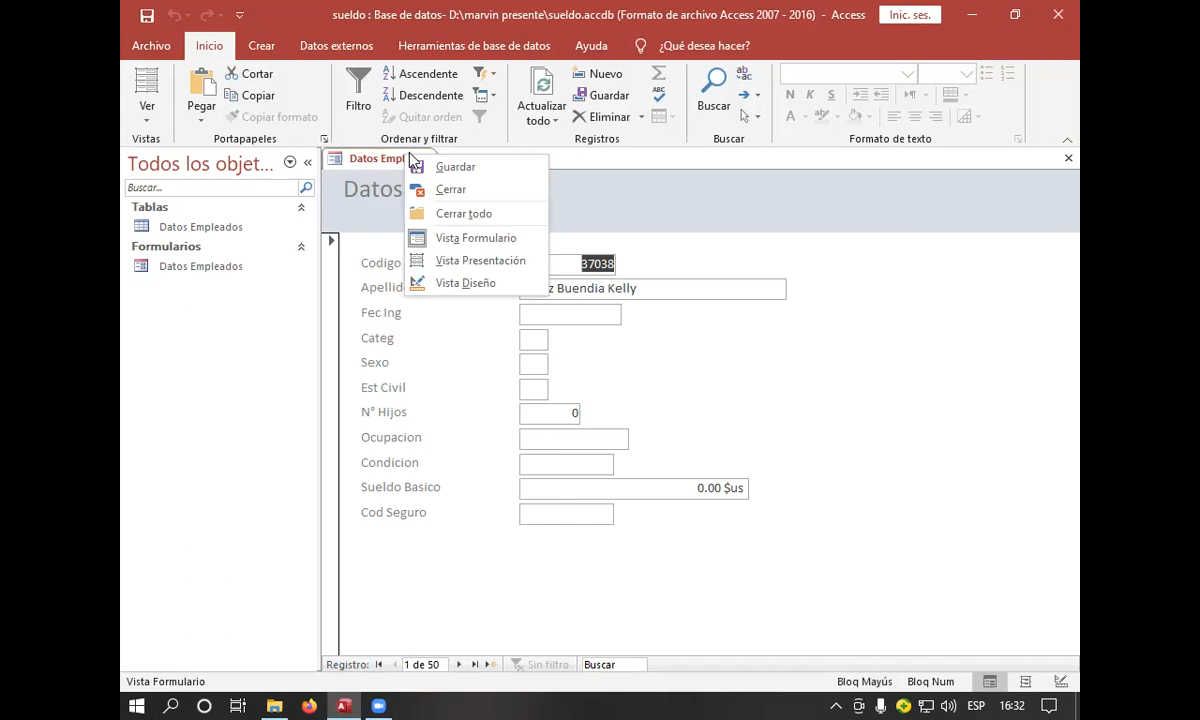 sueldo : Base de datos- D:\marvin presente\sueldo.accdb (Formato de archivo Access 2007 - 2016) - Access
Inic. ses.
Archivo Inicio Crear Datos externos Herramientas de base de datos Ayuda ¿Qué desea hacer?
Ver
Vistas
Pegar
Cortar
Copiar
Copiar formato
Portapapeles
Filtro
Ascendente
Descendente
Quitar orden
Ordenar y filtrar
Actualizar
todo
Nuevo
Guardar
Eliminar
Registros
Buscar
Buscar
N K S
A
Formato de texto
Todos los objet...
Buscar...
Tablas
Datos Empleados
Formularios
Datos Empleados
Datos Empl
Datos
Guardar
Cerrar
Cerrar todo
Vista Formulario
Vista Presentación
Vista Diseño
Codigo 37038
Apellid z Buendia Kelly
Fec Ing
Categ
Sexo
Est Civil
N° Hijos 0
Ocupacion
Condicion
Sueldo Basico 0.00 $us
Cod Seguro
Registro: 1 de 50 Sin filtro Buscar
Vista Formulario Bloq Mayús Bloq Num
ESP 16:32